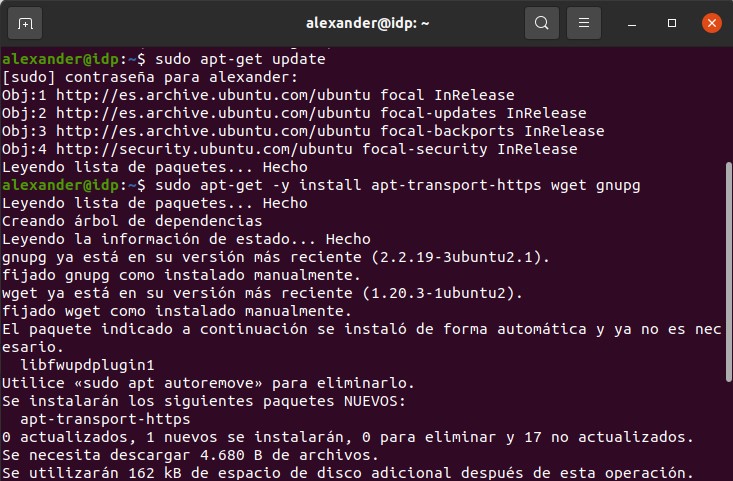 alexander@idp: ~
alexander@idp:~$ sudo apt-get update
[sudo] contraseña para alexander:
Obj:1 http://es.archive.ubuntu.com/ubuntu focal InRelease
Obj:2 http://es.archive.ubuntu.com/ubuntu focal-updates InRelease
Obj:3 http://es.archive.ubuntu.com/ubuntu focal-backports InRelease
Obj:4 http://security.ubuntu.com/ubuntu focal-security InRelease
Leyendo lista de paquetes... Hecho
alexander@idp:~$ sudo apt-get -y install apt-transport-https wget gnupg
Leyendo lista de paquetes... Hecho
Creando árbol de dependencias
Leyendo la información de estado... Hecho
gnupg ya está en su versión más reciente (2.2.19-3ubuntu2.1).
fijado gnupg como instalado manualmente.
wget ya está en su versión más reciente (1.20.3-1ubuntu2).
fijado wget como instalado manualmente.
El paquete indicado a continuación se instaló de forma automática y ya no es nec
esario.
  libfwupdplugin1
Utilice «sudo apt autoremove» para eliminarlo.
Se instalarán los siguientes paquetes NUEVOS:
  apt-transport-https
0 actualizados, 1 nuevos se instalarán, 0 para eliminar y 17 no actualizados.
Se necesita descargar 4.680 B de archivos.
Se utilizarán 162 kB de espacio de disco adicional después de esta operación.